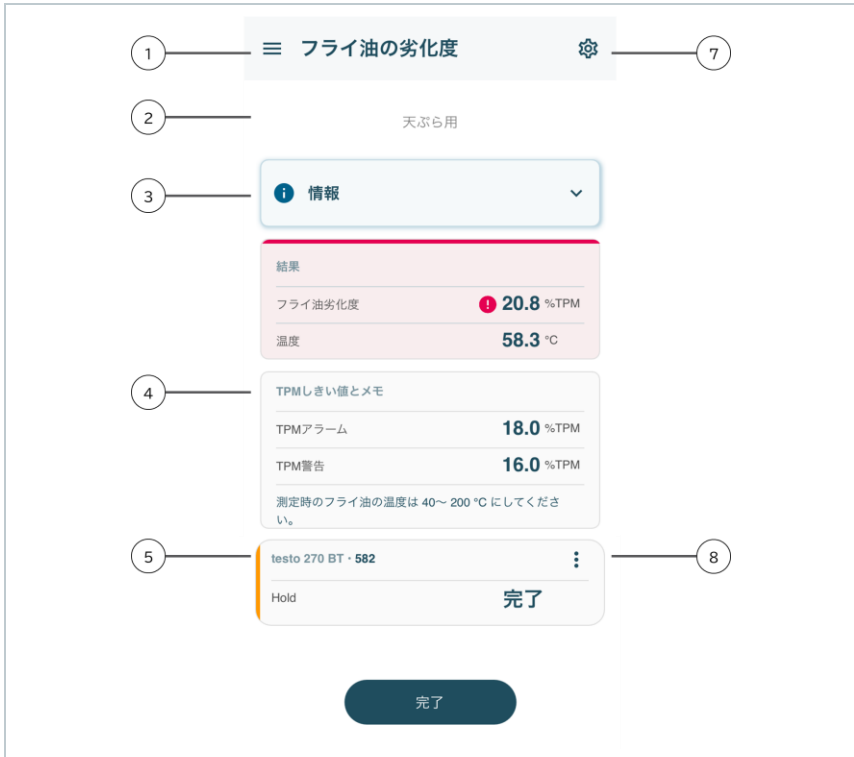 1
フライ油の劣化度
7
2
天ぷら用
3
情報
結果
フライ油劣化度 20.8 %TPM
温度 58.3 °C
4
TPMしきい値とメモ
TPMアラーム 18.0 %TPM
TPM警告 16.0 %TPM
測定時のフライ油の温度は 40〜 200 °C にしてくださ
い。
5
testo 270 BT・582
8
Hold 完了
完了